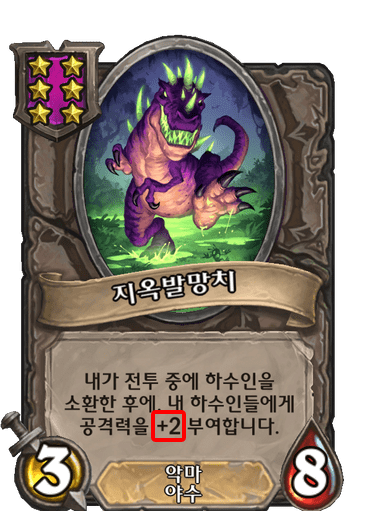 지옥발망치
내가 전투 중에 하수인을
소환한 후에, 내 하수인들에게
공격력을 +2 부여합니다.
3
악마
야수
8